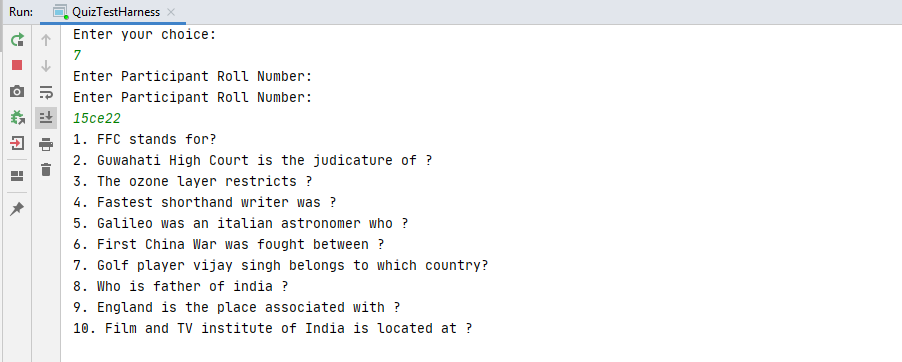 Run: QuizTestHarness
Enter your choice:
7
Enter Participant Roll Number:
Enter Participant Roll Number:
15ce22
1. FFC stands for?
2. Guwahati High Court is the judicature of ?
3. The ozone layer restricts ?
4. Fastest shorthand writer was ?
5. Galileo was an italian astronomer who ?
6. First China War was fought between ?
7. Golf player vijay singh belongs to which country?
8. Who is father of india ?
9. England is the place associated with ?
10. Film and TV institute of India is located at ?